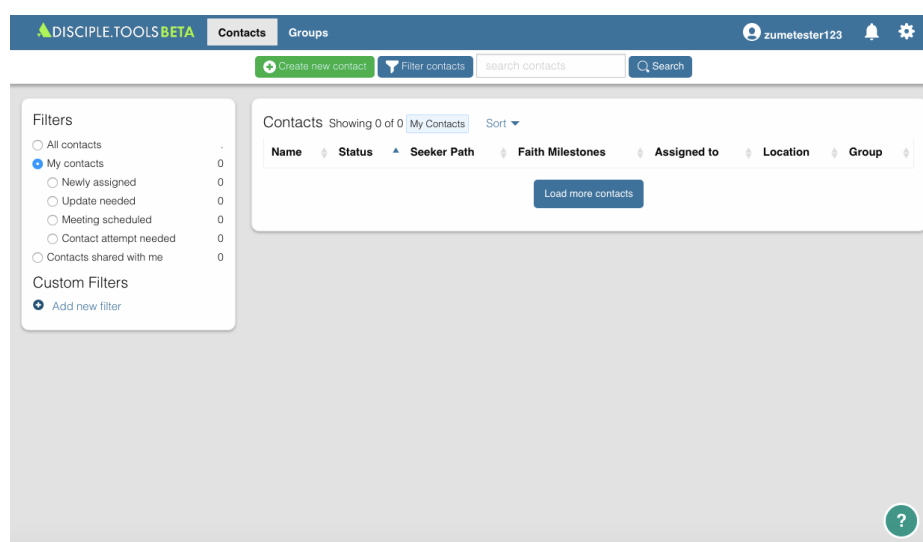 DISCIPLE.TOOLS BETA Contacts Groups zumetester123
Create new contact Filter contacts search contacts Search
Filters
All contacts .
My contacts 0
Newly assigned 0
Update needed 0
Meeting scheduled 0
Contact attempt needed 0
Contacts shared with me 0
Custom Filters
Add new filter
Contacts Showing 0 of 0 My Contacts Sort
Name Status Seeker Path Faith Milestones Assigned to Location Group
Load more contacts
?